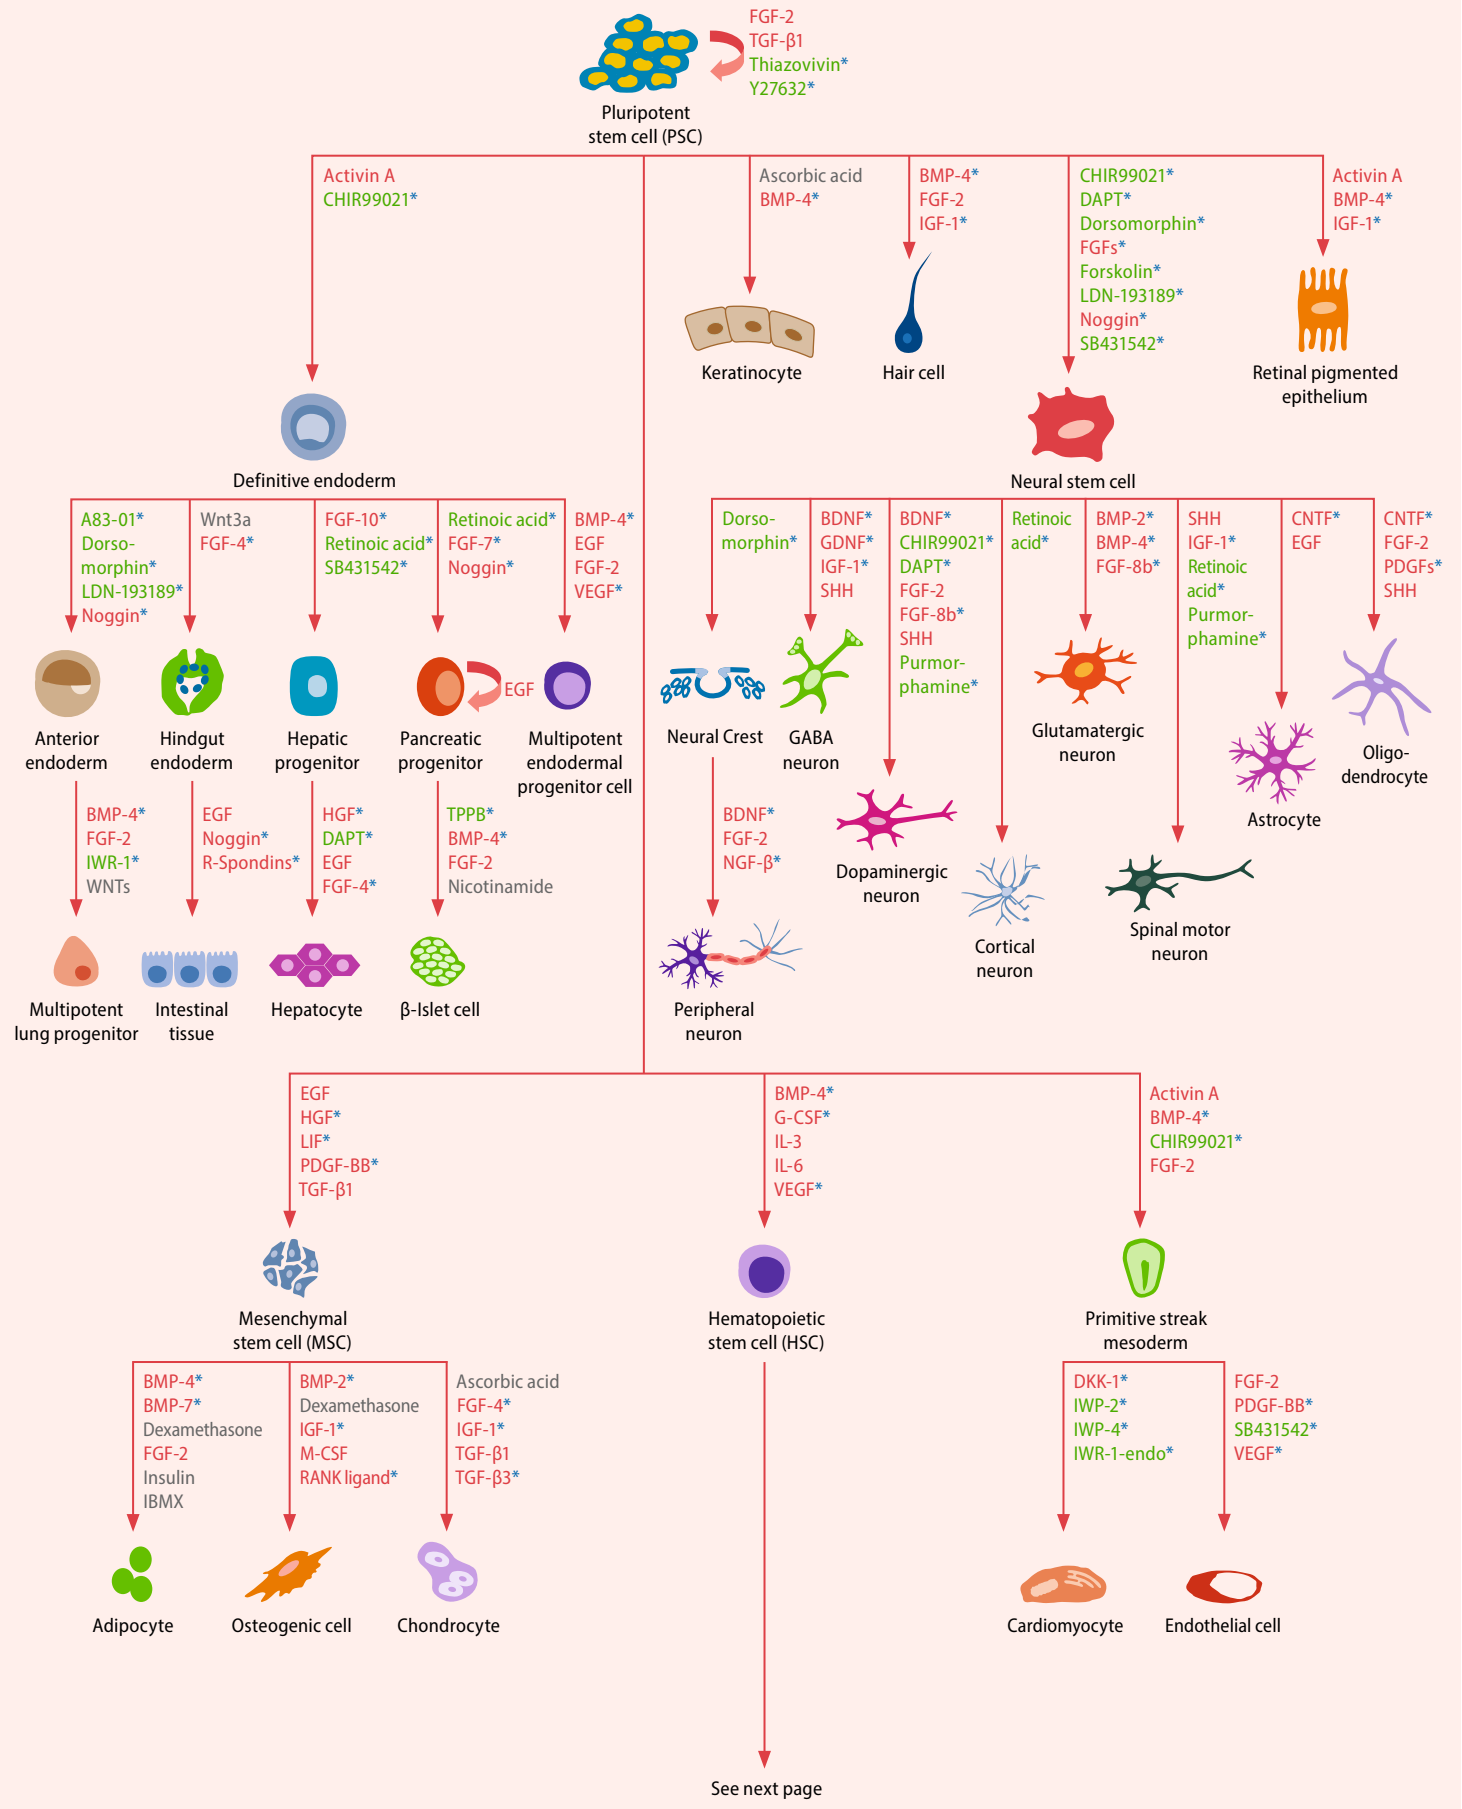 FGF-2
TGF-β1
Thiazovivin*
Y27632*
Pluripotent
stem cell (PSC)
Activin A
CHIR99021*
Ascorbic acid
BMP-4*
BMP-4*
FGF-2
IGF-1*
CHIR99021*
DAPT*
Dorsomorphin*
FGFs*
Forskolin*
LDN-193189*
Noggin*
SB431542*
Activin A
BMP-4*
IGF-1*
Keratinocyte
Hair cell
Retinal pigmented
epithelium
Definitive endoderm
Neural stem cell
A83-01*
Dorso-
morphin*
LDN-193189*
Noggin*
Wnt3a
FGF-4*
FGF-10*
Retinoic acid*
SB431542*
Retinoic acid*
FGF-7*
Noggin*
BMP-4*
EGF
FGF-2
VEGF*
Dorso-
morphin*
BDNF*
GDNF*
IGF-1*
SHH
BDNF*
CHIR99021*
DAPT*
FGF-2
FGF-8b*
SHH
Purmor-
phamine*
Retinoic
acid*
BMP-2*
BMP-4*
FGF-8b*
SHH
IGF-1*
Retinoic
acid*
Purmor-
phamine*
CNTF*
EGF
CNTF*
FGF-2
PDGFs*
SHH
EGF
Anterior
endoderm
Hindgut
endoderm
Hepatic
progenitor
Pancreatic
progenitor
Multipotent
endodermal
progenitor cell
Neural Crest
GABA
neuron
Glutamatergic
neuron
Oligo-
dendrocyte
Astrocyte
BMP-4*
FGF-2
IWR-1*
WNTs
EGF
Noggin*
R-Spondins*
HGF*
DAPT*
EGF
FGF-4*
TPPB*
BMP-4*
FGF-2
Nicotinamide
BDNF*
FGF-2
NGF-β*
Dopaminergic
neuron
Cortical
neuron
Spinal motor
neuron
Multipotent
lung progenitor
Intestinal
tissue
Hepatocyte
β-Islet cell
Peripheral
neuron
EGF
HGF*
LIF*
PDGF-BB*
TGF-β1
BMP-4*
G-CSF*
IL-3
IL-6
VEGF*
Activin A
BMP-4*
CHIR99021*
FGF-2
Mesenchymal
stem cell (MSC)
Hematopoietic
stem cell (HSC)
Primitive streak
mesoderm
BMP-4*
BMP-7*
Dexamethasone
FGF-2
Insulin
IBMX
BMP-2*
Dexamethasone
IGF-1*
M-CSF
RANK ligand*
Ascorbic acid
FGF-4*
IGF-1*
TGF-β1
TGF-β3*
DKK-1*
IWP-2*
IWP-4*
IWR-1-endo*
FGF-2
PDGF-BB*
SB431542*
VEGF*
Adipocyte
Osteogenic cell
Chondrocyte
Cardiomyocyte
Endothelial cell
See next page